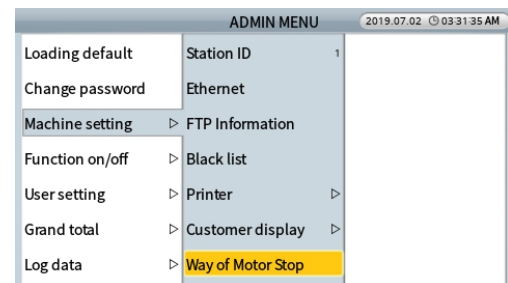 ADMIN MENU 2019.07.02 03:31:35 AM
Loading default
Change password
Machine setting ▷
Function on/off ▷
User setting ▷
Grand total ▷
Log data ▷
Station ID 1
Ethernet
FTP Information
Black list
Printer ▷
Customer display ▷
Way of Motor Stop